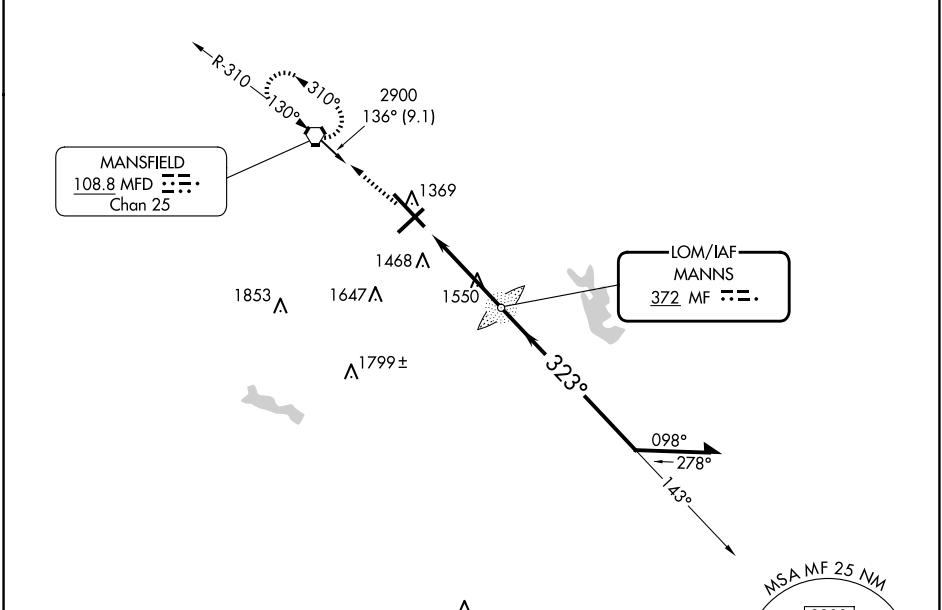 R-310
310°
130°
2900
136° (9.1)
MANSFIELD
108.8 MFD
Chan 25
1369
1468
LOM/IAF
MANNS
372 MF
1853
1647
1550
1799±
323°
098°
278°
143°
MSA MF 25 NM